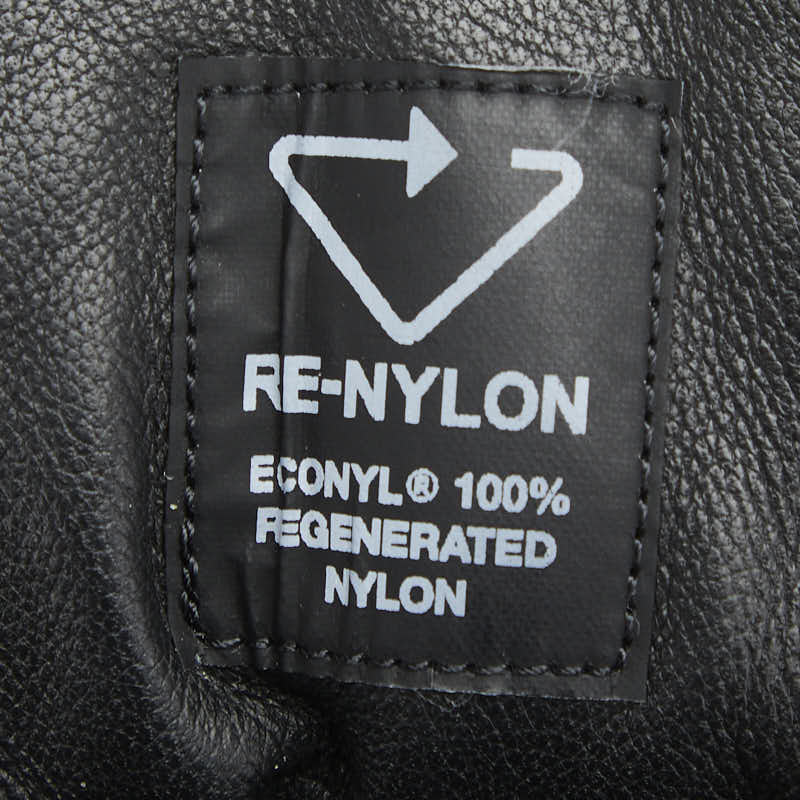 RE-NYLON
ECONYL® 100%
REGENERATED
NYLON